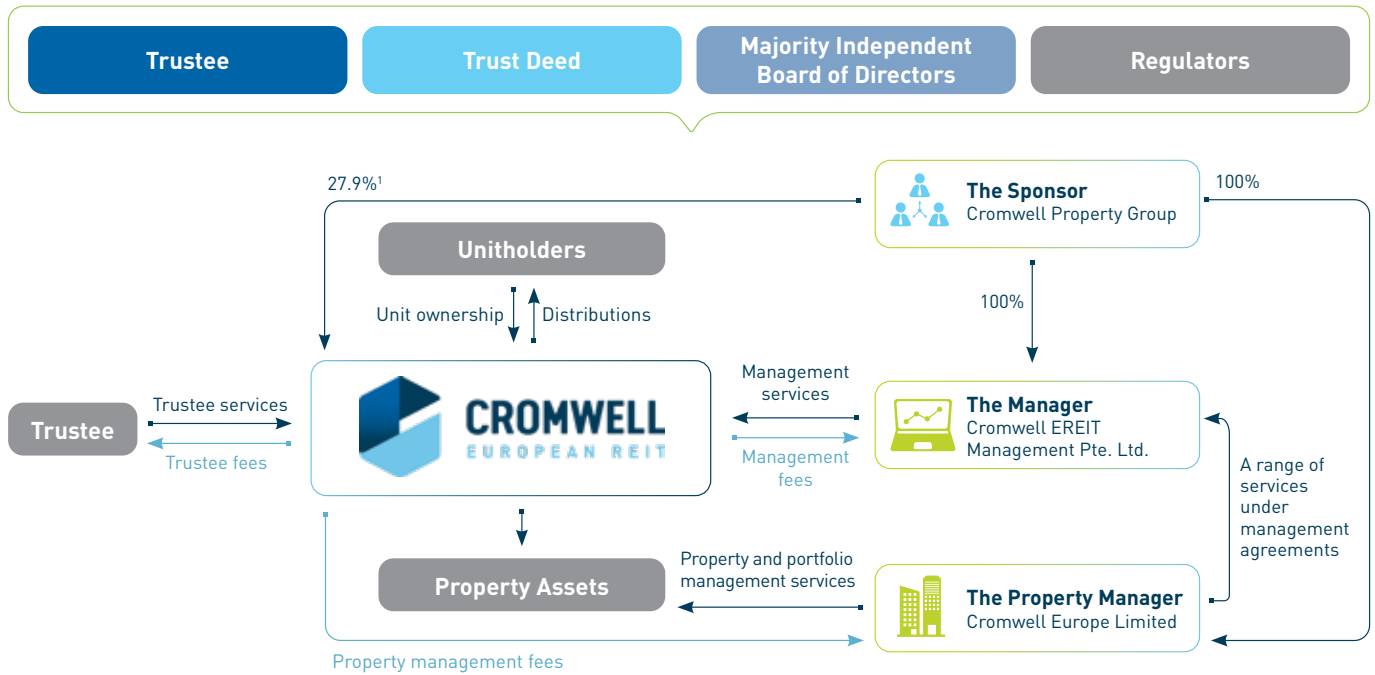 Trustee
Trust Deed
Majority Independent
Board of Directors
Regulators
27.9%¹
The Sponsor
Cromwell Property Group
100%
Unitholders
Unit ownership
Distributions
100%
Trustee
Trustee services
Trustee fees
CROMWELL
EUROPEAN REIT
Management
services
Management
fees
The Manager
Cromwell EREIT
Management Pte. Ltd.
A range of
services
under
management
agreements
Property Assets
Property and portfolio
management services
The Property Manager
Cromwell Europe Limited
Property management fees